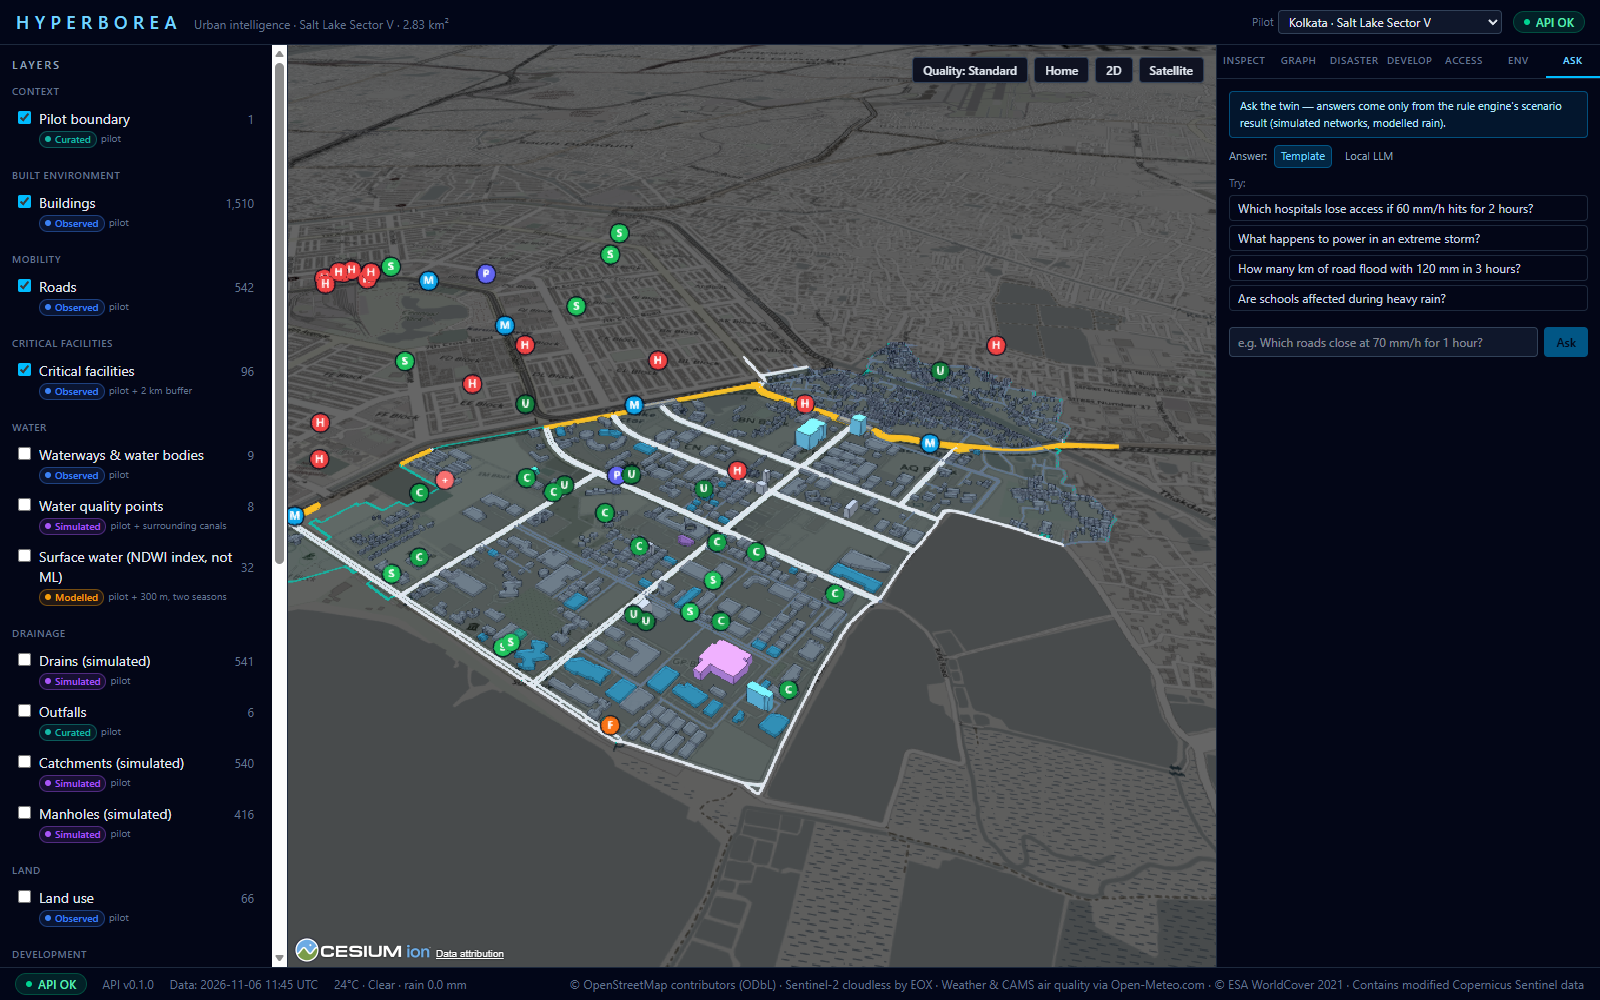 HYPERBOREA
Urban intelligence · Salt Lake Sector V · 2.83 km²
Pilot
Kolkata · Salt Lake Sector V
API OK
LAYERS
CONTEXT
Pilot boundary 1
Curated pilot
BUILT ENVIRONMENT
Buildings 1,510
Observed pilot
MOBILITY
Roads 542
Observed pilot
CRITICAL FACILITIES
Critical facilities 96
Observed pilot + 2 km buffer
WATER
Waterways & water bodies 9
Observed pilot
Water quality points 8
Simulated pilot + surrounding canals
Surface water (NDWI index, not
ML) 32
Modelled pilot + 300 m, two seasons
DRAINAGE
Drains (simulated) 541
Simulated pilot
Outfalls 6
Curated pilot
Catchments (simulated) 540
Simulated pilot
Manholes (simulated) 416
Simulated pilot
LAND
Land use 66
Observed pilot
DEVELOPMENT
Quality: Standard
Home
2D
Satellite
CESIUM ion
Data attribution
INSPECT GRAPH DISASTER DEVELOP ACCESS ENV ASK
Ask the twin — answers come only from the rule engine's scenario
result (simulated networks, modelled rain).
Answer: Template Local LLM
Try:
Which hospitals lose access if 60 mm/h hits for 2 hours?
What happens to power in an extreme storm?
How many km of road flood with 120 mm in 3 hours?
Are schools affected during heavy rain?
e.g. Which roads close at 70 mm/h for 1 hour?
Ask
API OK API v0.1.0 Data: 2026-11-06 11:45 UTC 24°C · Clear · rain 0.0 mm
© OpenStreetMap contributors (ODbL) · Sentinel-2 cloudless by EOX · Weather & CAMS air quality via Open-Meteo.com · © ESA WorldCover 2021 · Contains modified Copernicus Sentinel data